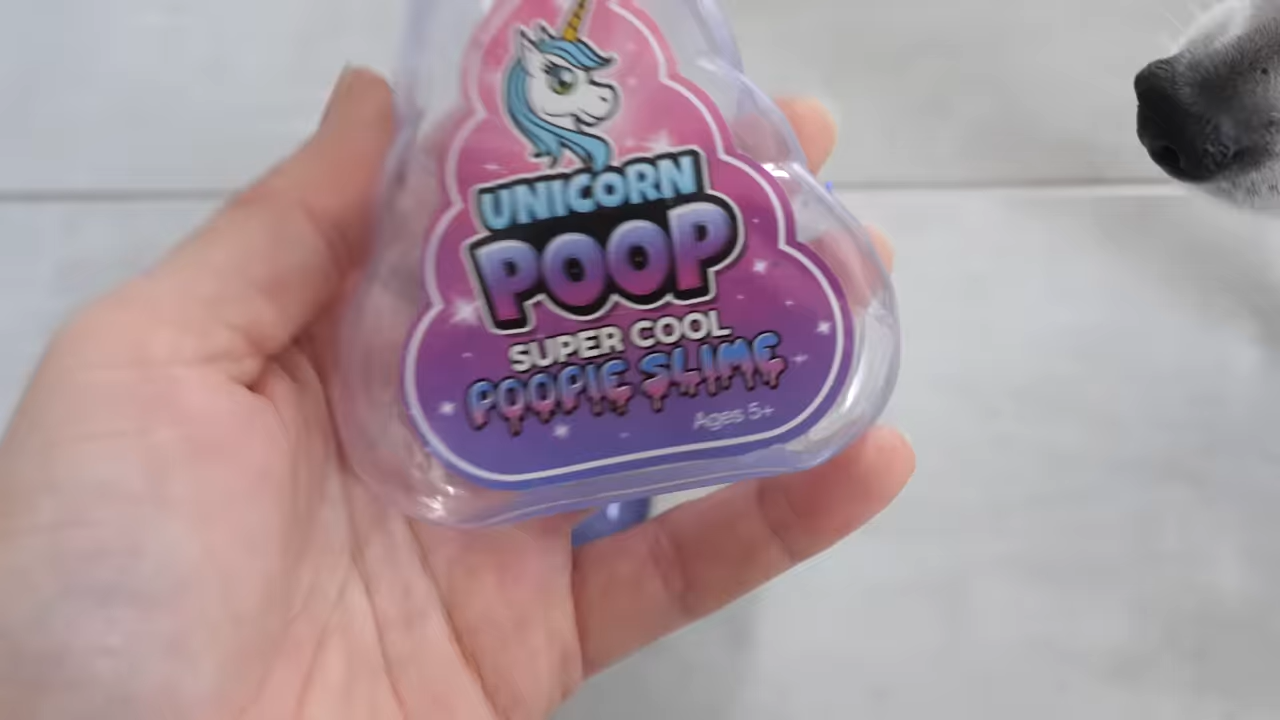 UNICORN
POOP
SUPER COOL
POOPIE SLIME
Ages 5+